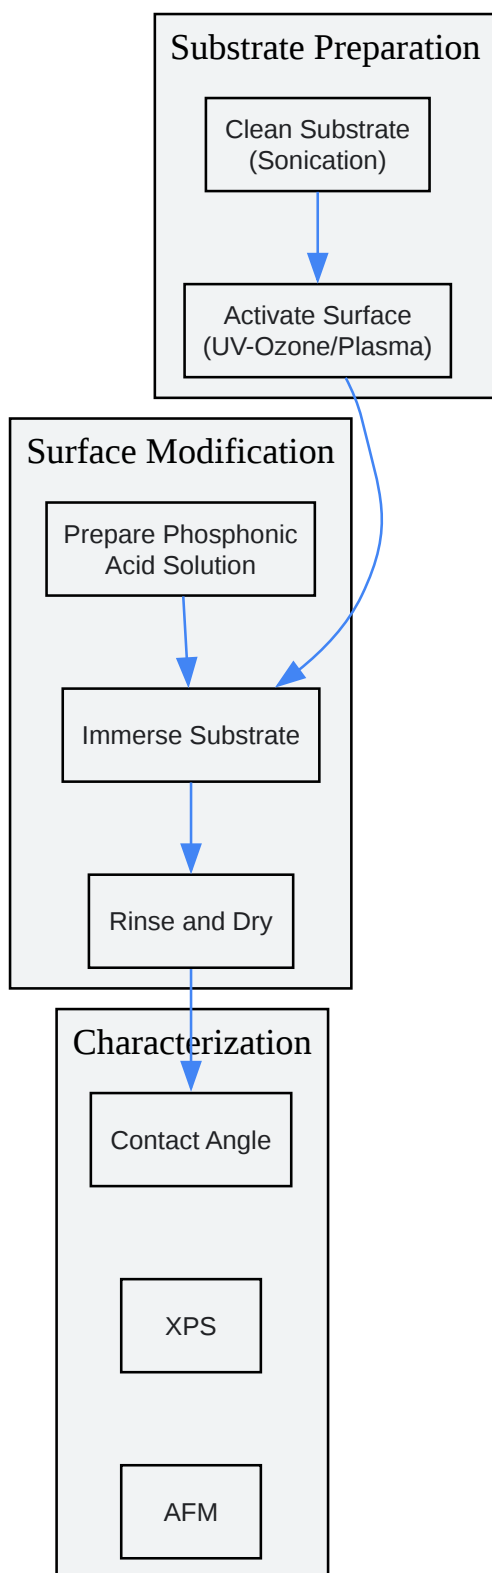 Substrate Preparation
Clean Substrate
(Sonication)
Activate Surface
(UV-Ozone/Plasma)
Surface Modification
Prepare Phosphonic
Acid Solution
Immerse Substrate
Rinse and Dry
Characterization
Contact Angle
XPS
AFM